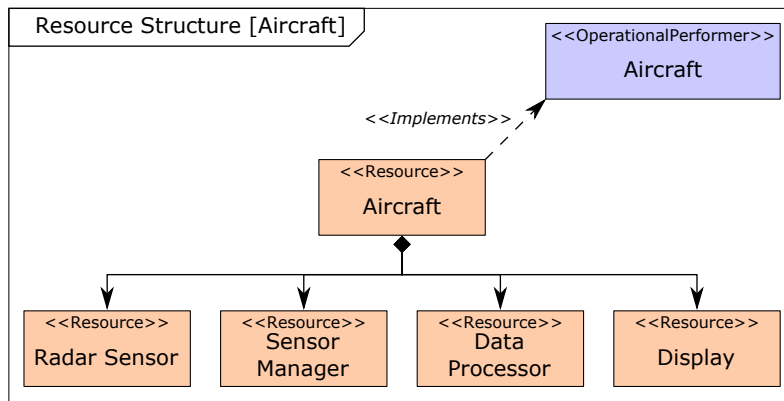 Resource Structure [Aircraft]
<<OperationalPerformer>>
Aircraft
<<Implements>>
<<Resource>>
Aircraft
<<Resource>>
Radar Sensor
<<Resource>>
Sensor
Manager
<<Resource>>
Data
Processor
<<Resource>>
Display